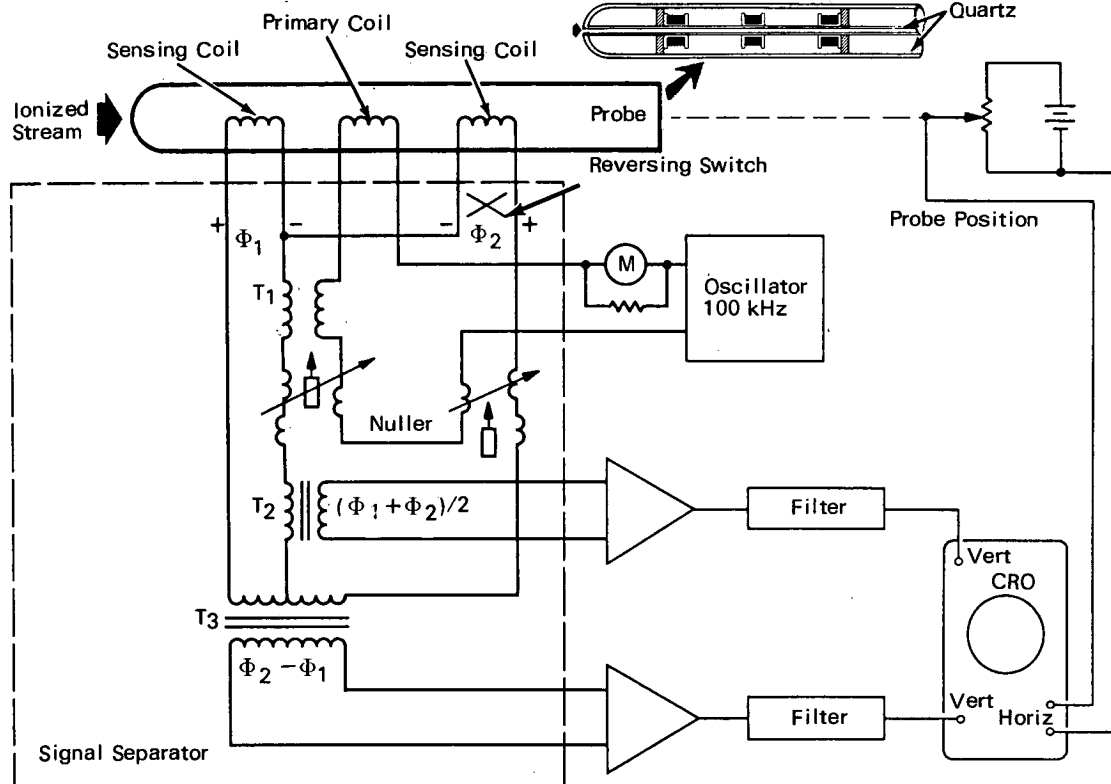 Primary Coil
Quartz
Sensing Coil
Sensing Coil
Ionized
Stream
Probe
Reversing Switch
Probe Position
+
Φ1
−
−
Φ2
+
M
Oscillator
100 kHz
T1
Nuller
T2
(Φ1+Φ2)/2
Filter
Vert
CRO
T3
Φ2 −Φ1
Vert
Horiz
Filter
Signal Separator